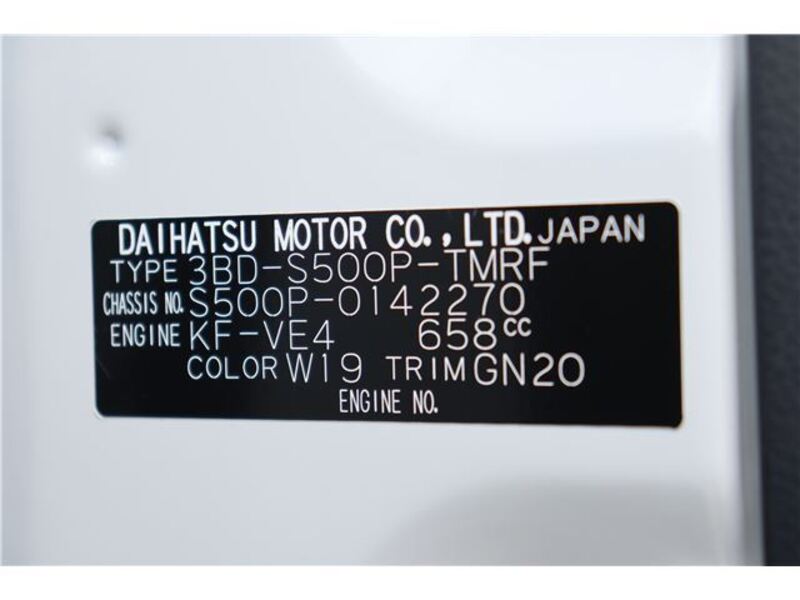 DAIHATSU MOTOR CO., LTD. JAPAN
TYPE 3BD-S500P-TMRF
CHASSIS NO. S500P-0142270
ENGINE KF-VE4 658cc
COLOR W19 TRIM GN20
ENGINE NO.